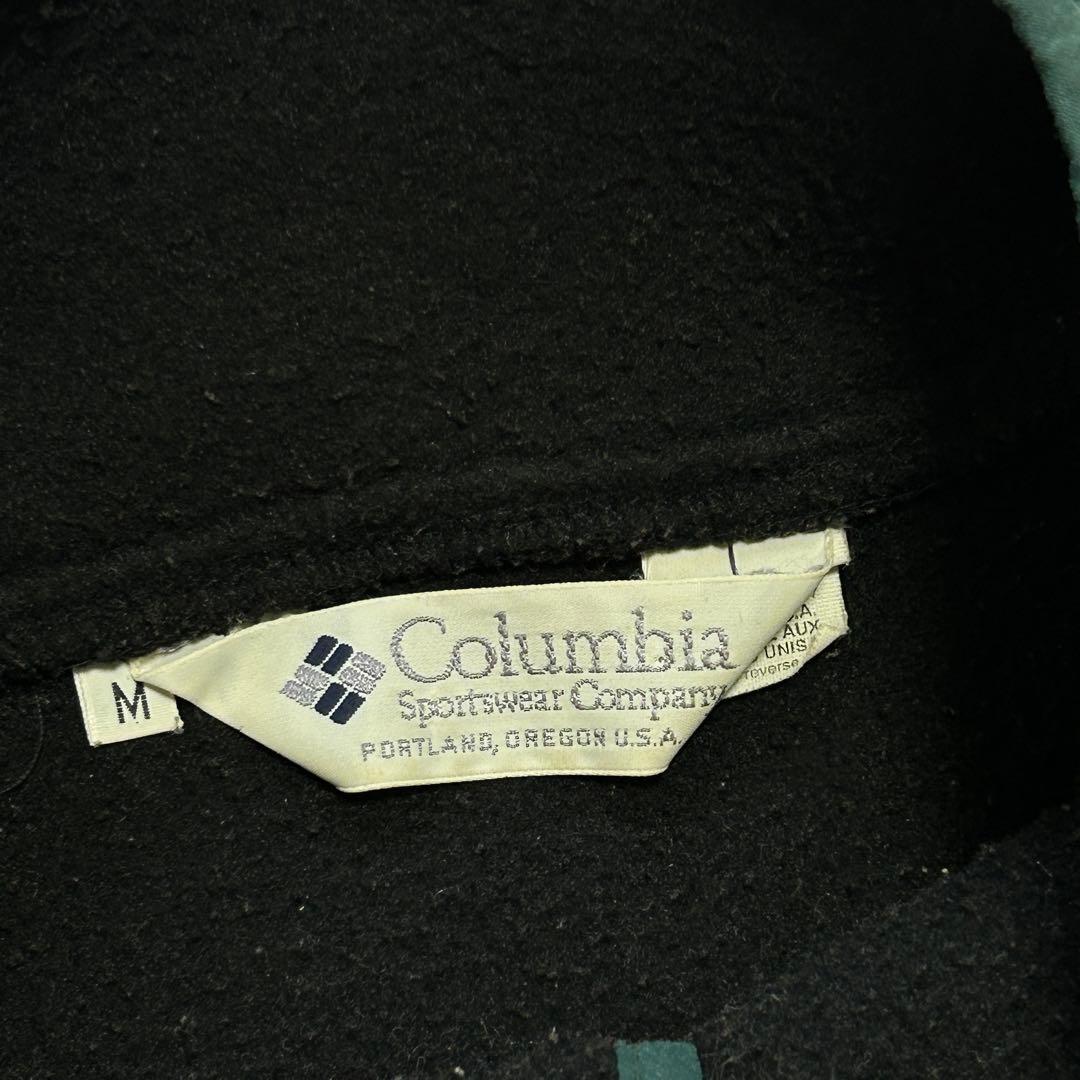 M
Columbia
Sportswear Company
PORTLAND, OREGON U.S.A.
AUX
UNIS
reverse